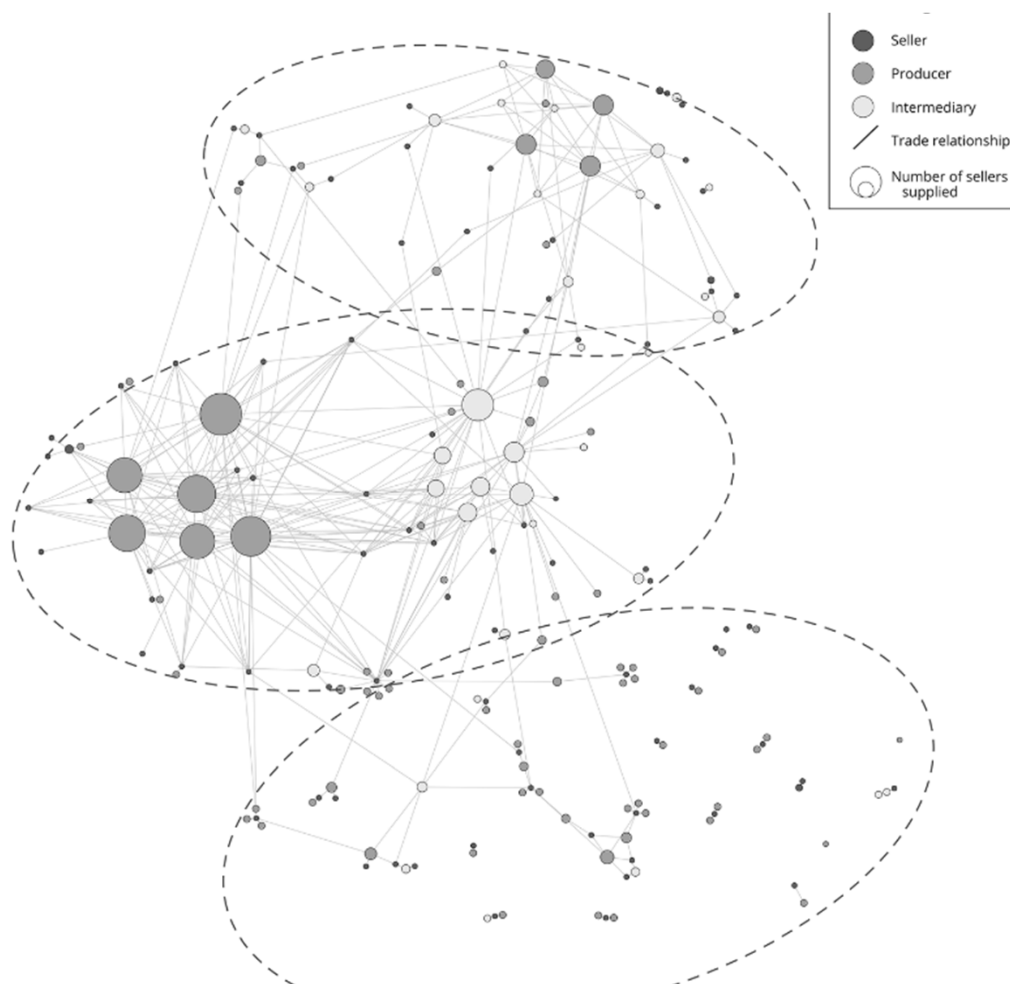 Seller
Producer
Intermediary
Trade relationship
Number of sellers
supplied